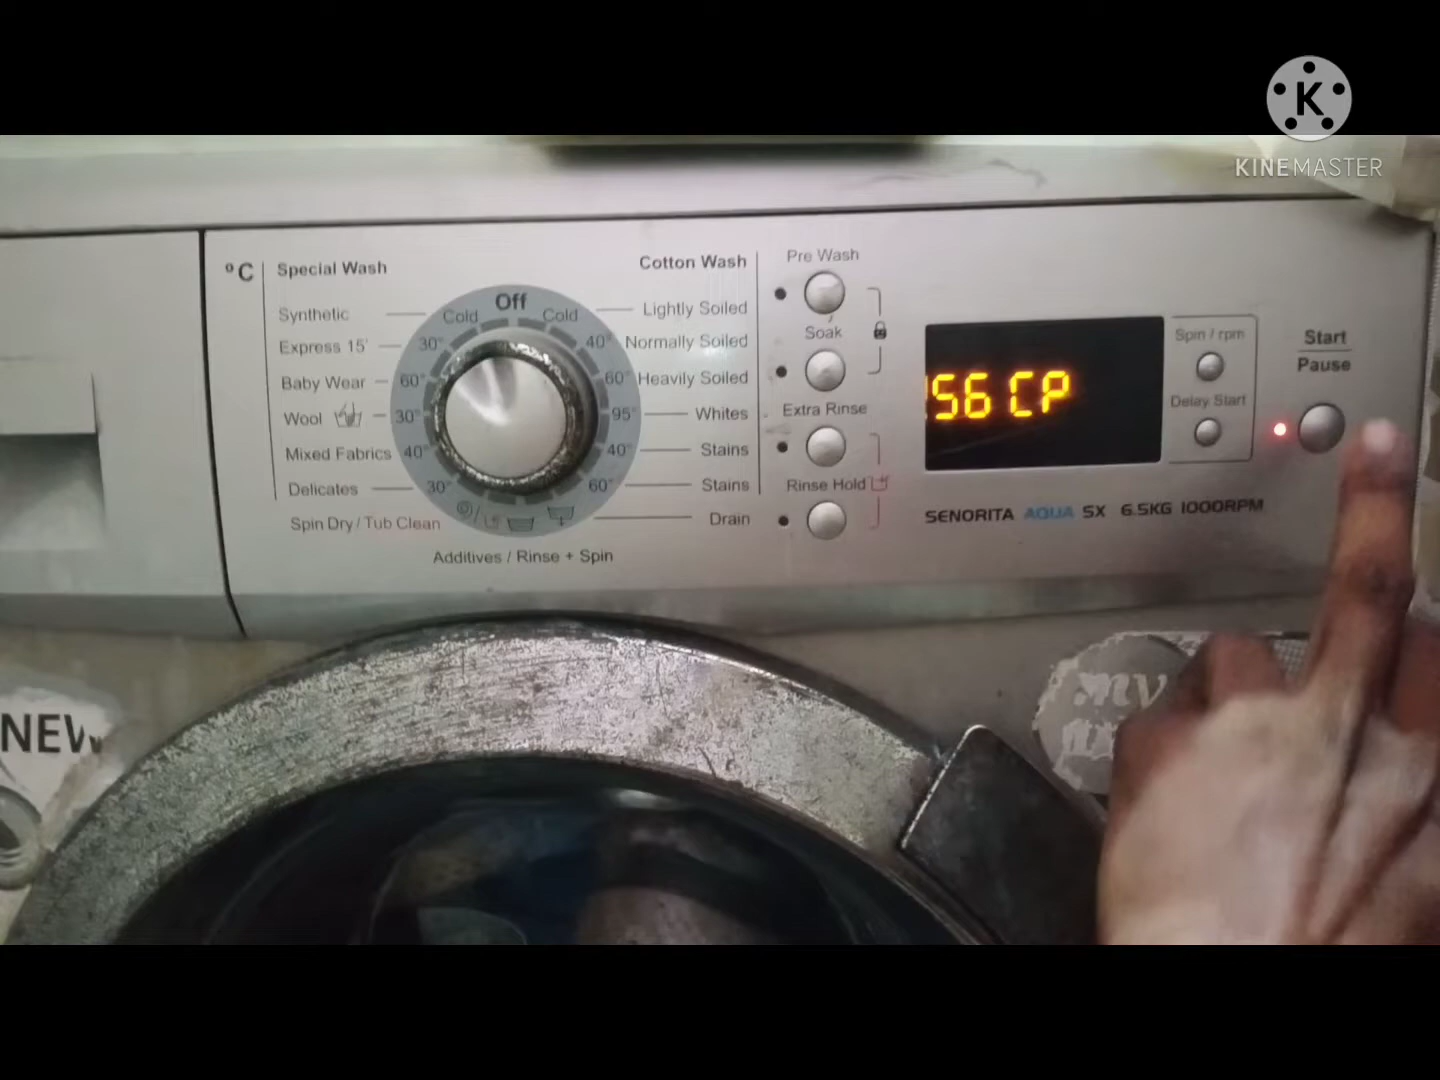 KINEMASTER
°C
Special Wash
Synthetic
Express 15'
Baby Wear
Wool
Mixed Fabrics
Delicates
Spin Dry / Tub Clean
Additives / Rinse + Spin
Off
Cold
30°
60°
30°
40°
30°
Cold
40°
60°
95°
40°
60°
Cotton Wash
Lightly Soiled
Normally Soiled
Heavily Soiled
Whites
Stains
Stains
Drain
Pre Wash
Soak
Extra Rinse
Rinse Hold
56 CP
Spin / rpm
Delay Start
Start
Pause
SENORITA AQUA SX 6.5KG 1000RPM
NEW
my